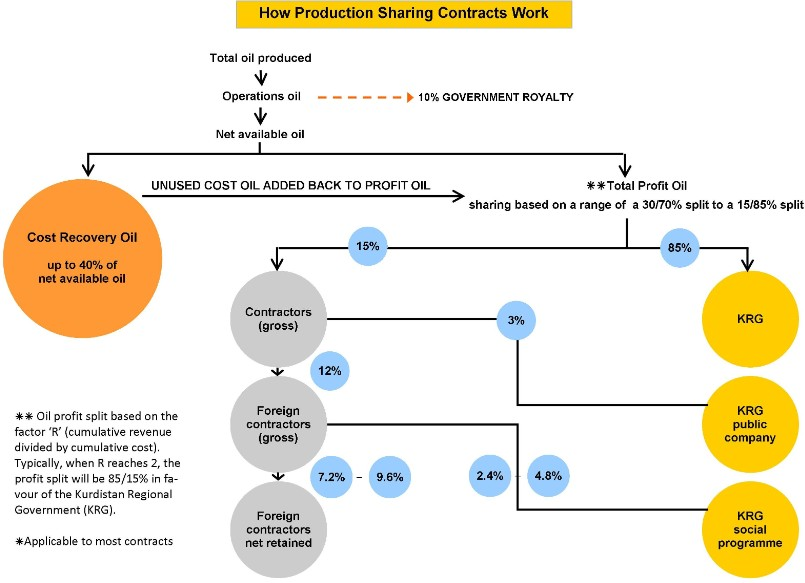 How Production Sharing Contracts Work
Total oil produced
Operations oil
10% GOVERNMENT ROYALTY
Net available oil
UNUSED COST OIL ADDED BACK TO PROFIT OIL
**Total Profit Oil
sharing based on a range of a 30/70% split to a 15/85% split
Cost Recovery Oil
up to 40% of
net available oil
15%
85%
Contractors
(gross)
3%
KRG
12%
Foreign
contractors
(gross)
KRG
public
company
7.2% - 9.6%
2.4% - 4.8%
Foreign
contractors
net retained
KRG
social
programme
** Oil profit split based on the
factor ‘R’ (cumulative revenue
divided by cumulative cost).
Typically, when R reaches 2, the
profit split will be 85/15% in fa-
vour of the Kurdistan Regional
Government (KRG).
*Applicable to most contracts